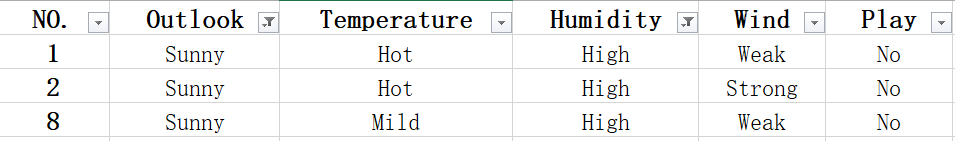 NO. Outlook Temperature Humidity Wind Play
1 Sunny Hot High Weak No
2 Sunny Hot High Strong No
8 Sunny Mild High Weak No